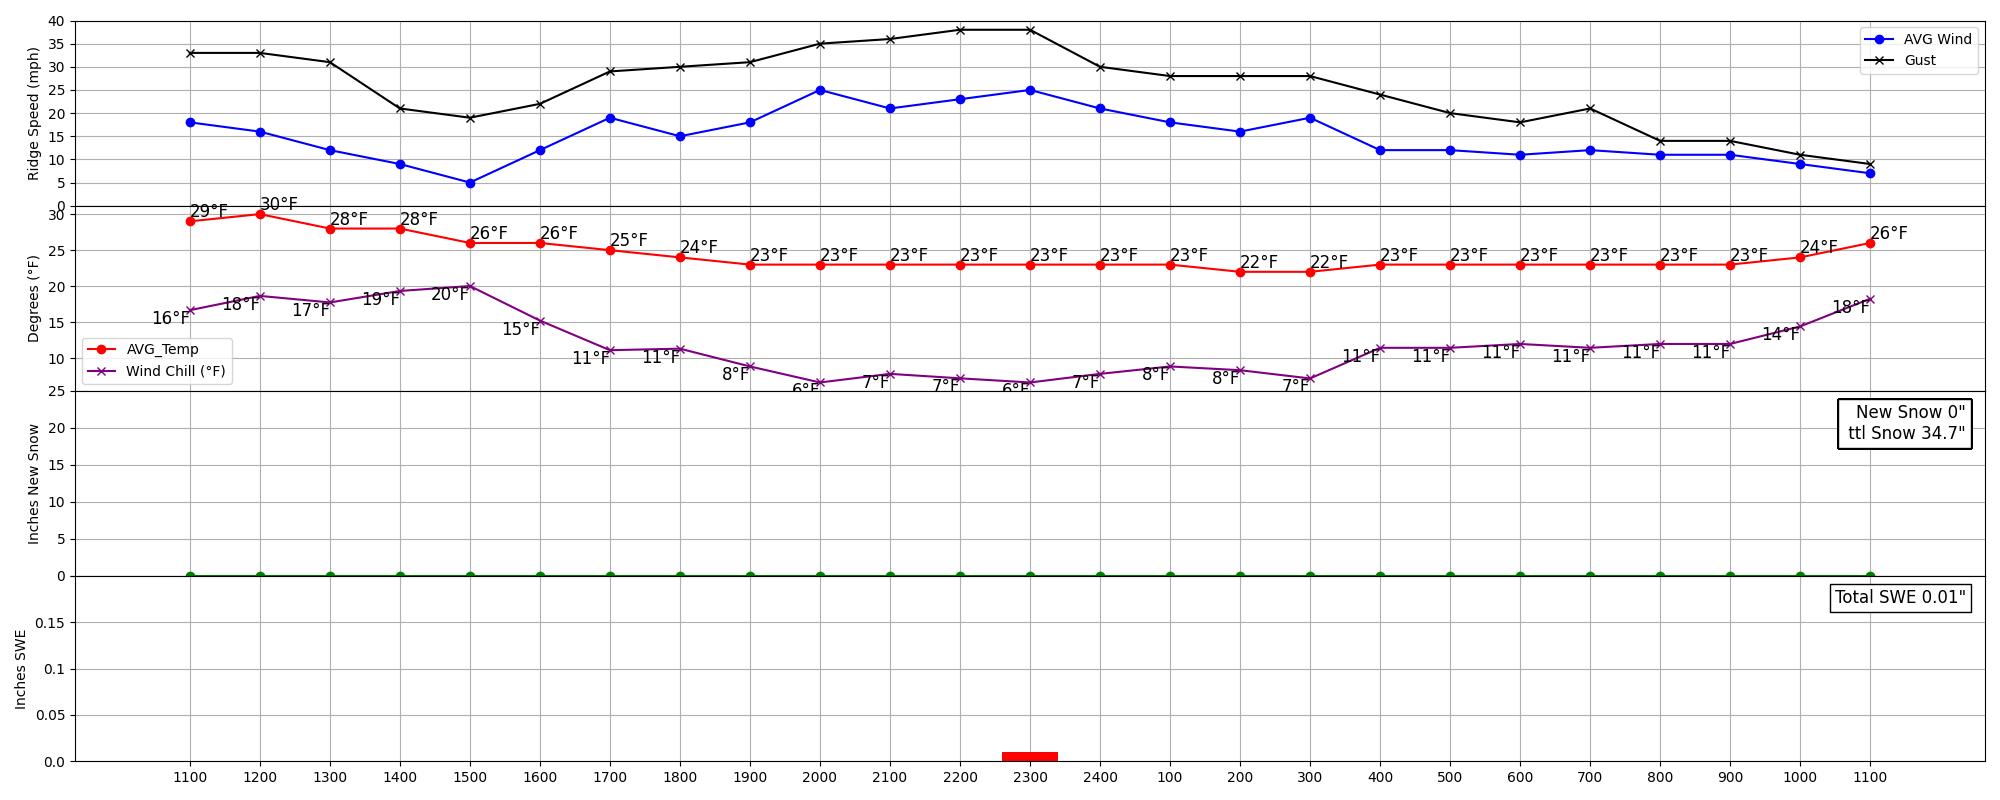 40
35
30
25
20
15
10
5
0
Ridge Speed (mph)
AVG Wind
Gust
30
25
20
15
10
Degrees (°F)
29°F 30°F 28°F 28°F 26°F 26°F 25°F 24°F 23°F 23°F 23°F 23°F 23°F 23°F 23°F 22°F 22°F 23°F 23°F 23°F 23°F 23°F 23°F 24°F 26°F
16°F 18°F 17°F 19°F 20°F 15°F 11°F 11°F 8°F 6°F 7°F 7°F 6°F 7°F 8°F 8°F 7°F 11°F 11°F 11°F 11°F 11°F 11°F 14°F 18°F
AVG_Temp
Wind Chill (°F)
25
20
15
10
5
0
Inches New Snow
New Snow 0"
ttl Snow 34.7"
0.15
0.1
0.05
0.0
Inches SWE
Total SWE 0.01"
1100 1200 1300 1400 1500 1600 1700 1800 1900 2000 2100 2200 2300 2400 100 200 300 400 500 600 700 800 900 1000 1100